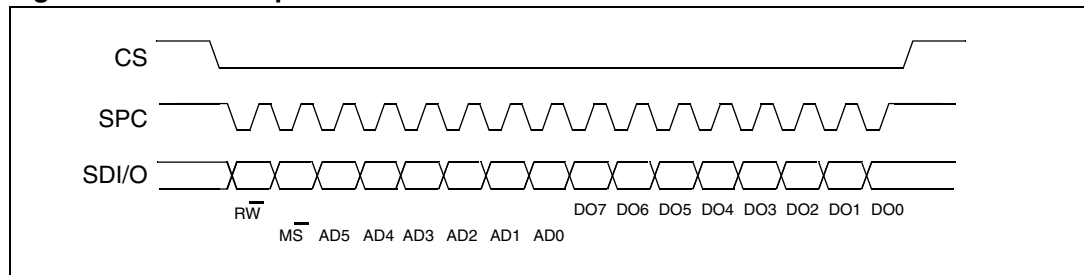 CS
SPC
SDI/O
RW DO7 DO6 DO5 DO4 DO3 DO2 DO1 DO0
MS AD5 AD4 AD3 AD2 AD1 AD0